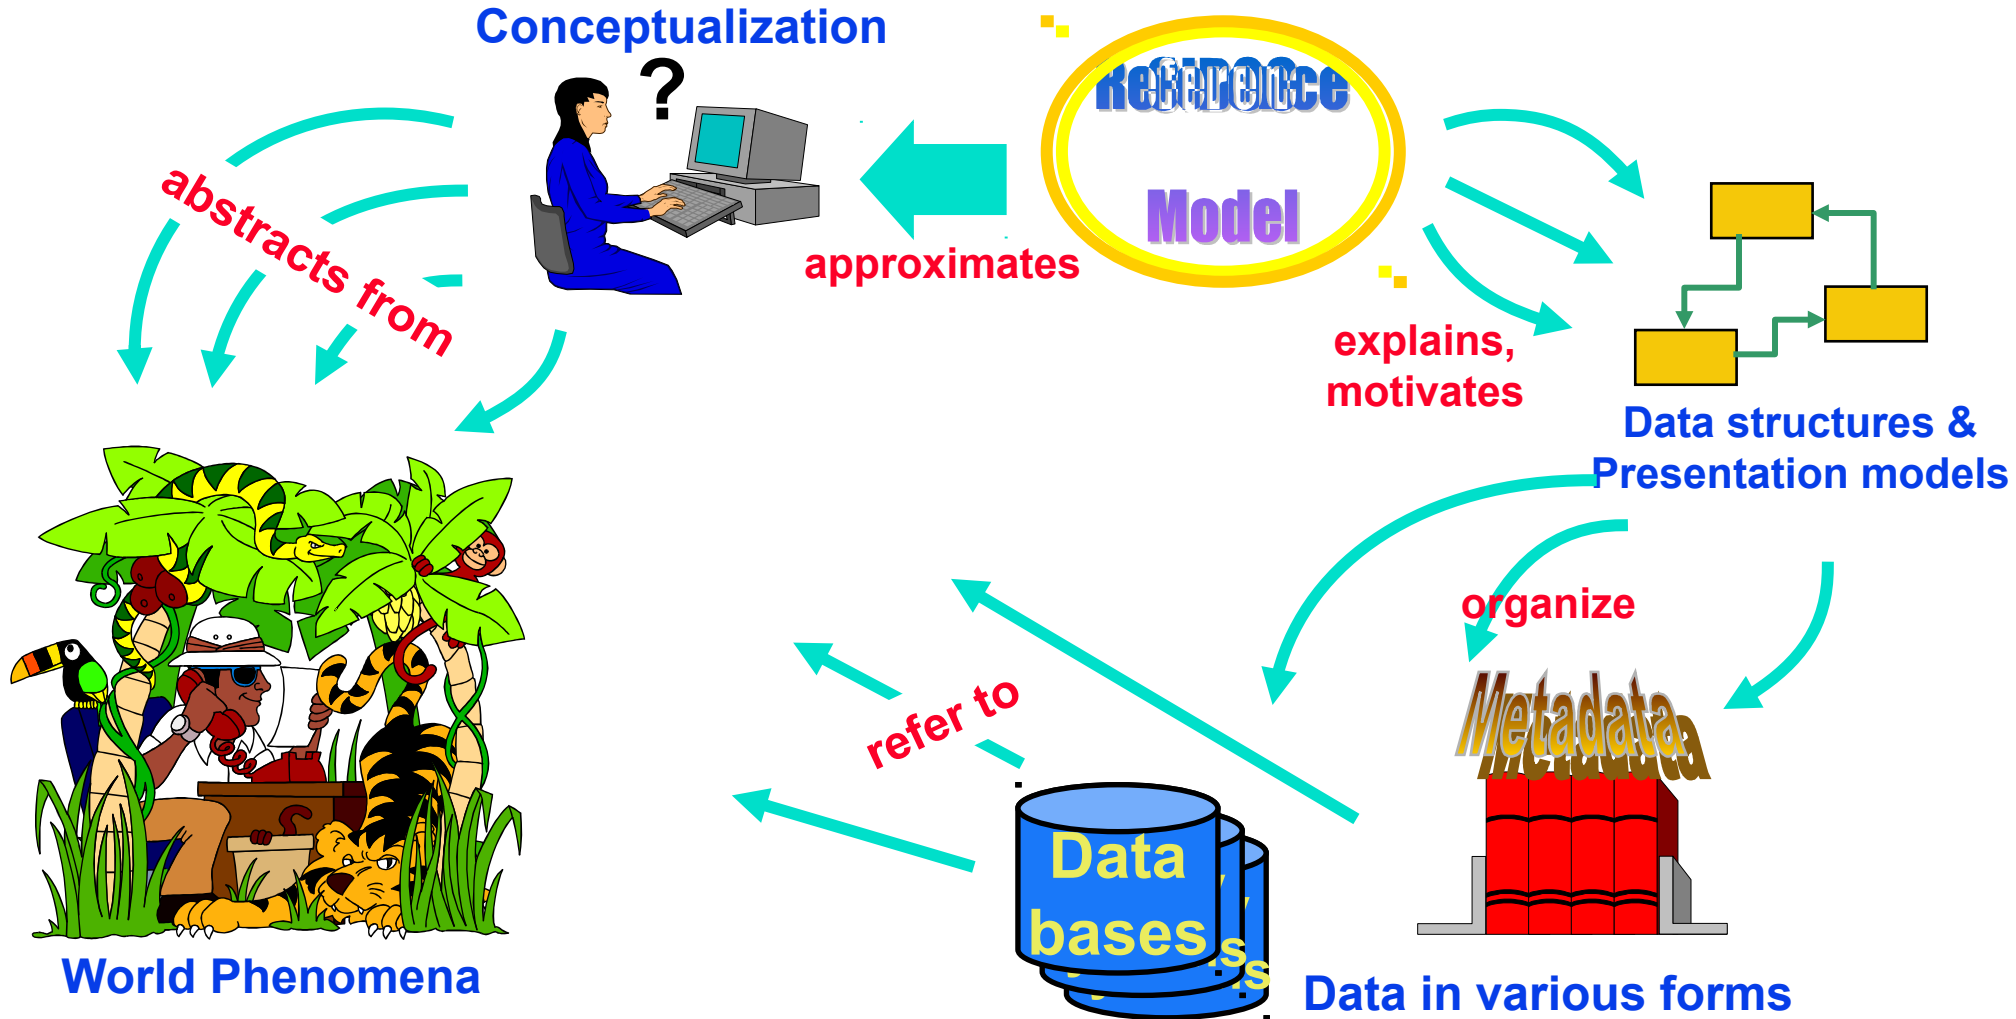 Conceptualization
?
Reference
Model
abstracts from
approximates
explains,
motivates
Data structures &
Presentation models
organize
refer to
Metadata
Data
bases
World Phenomena
Data in various forms